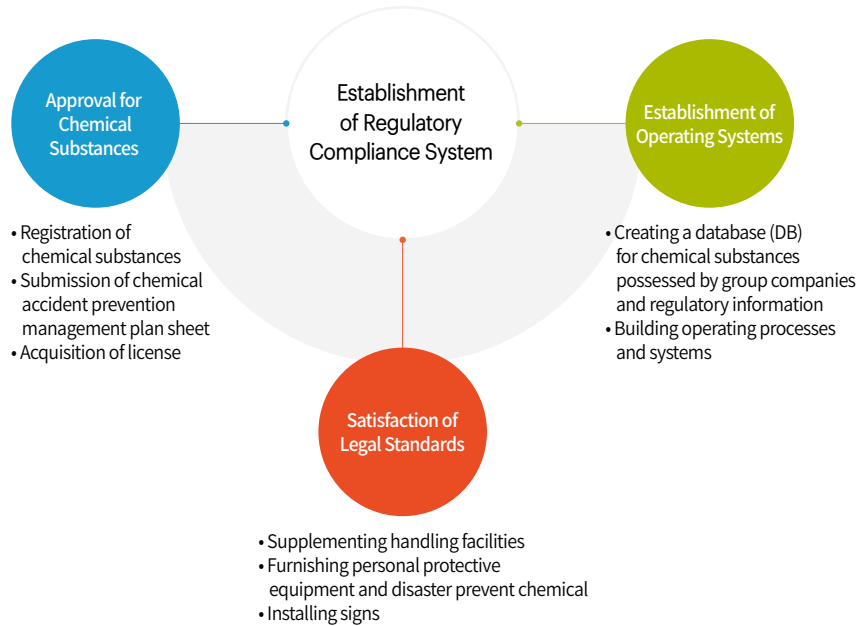 Approval for
Chemical
Substances
Establishment
of Regulatory
Compliance System
Establishment of
Operating Systems
• Registration of
chemical substances
• Submission of chemical
accident prevention
management plan sheet
• Acquisition of license
• Creating a database (DB)
for chemical substances
possessed by group companies
and regulatory information
• Building operating processes
and systems
Satisfaction of
Legal Standards
• Supplementing handling facilities
• Furnishing personal protective
equipment and disaster prevent chemical
• Installing signs